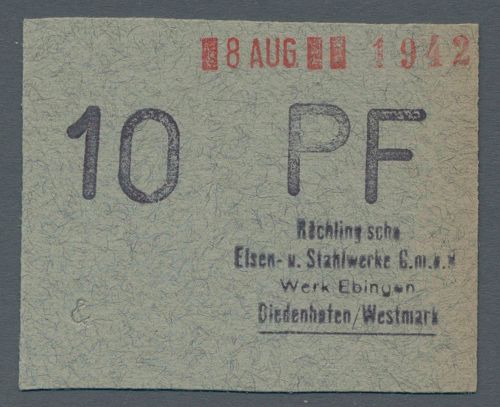 8 AUG. 1942
10 PF
Röchling sche
Eisen- u. Stahlwerke G.m.b.H
Werk Ebingen
Diedenhofen/Westmark